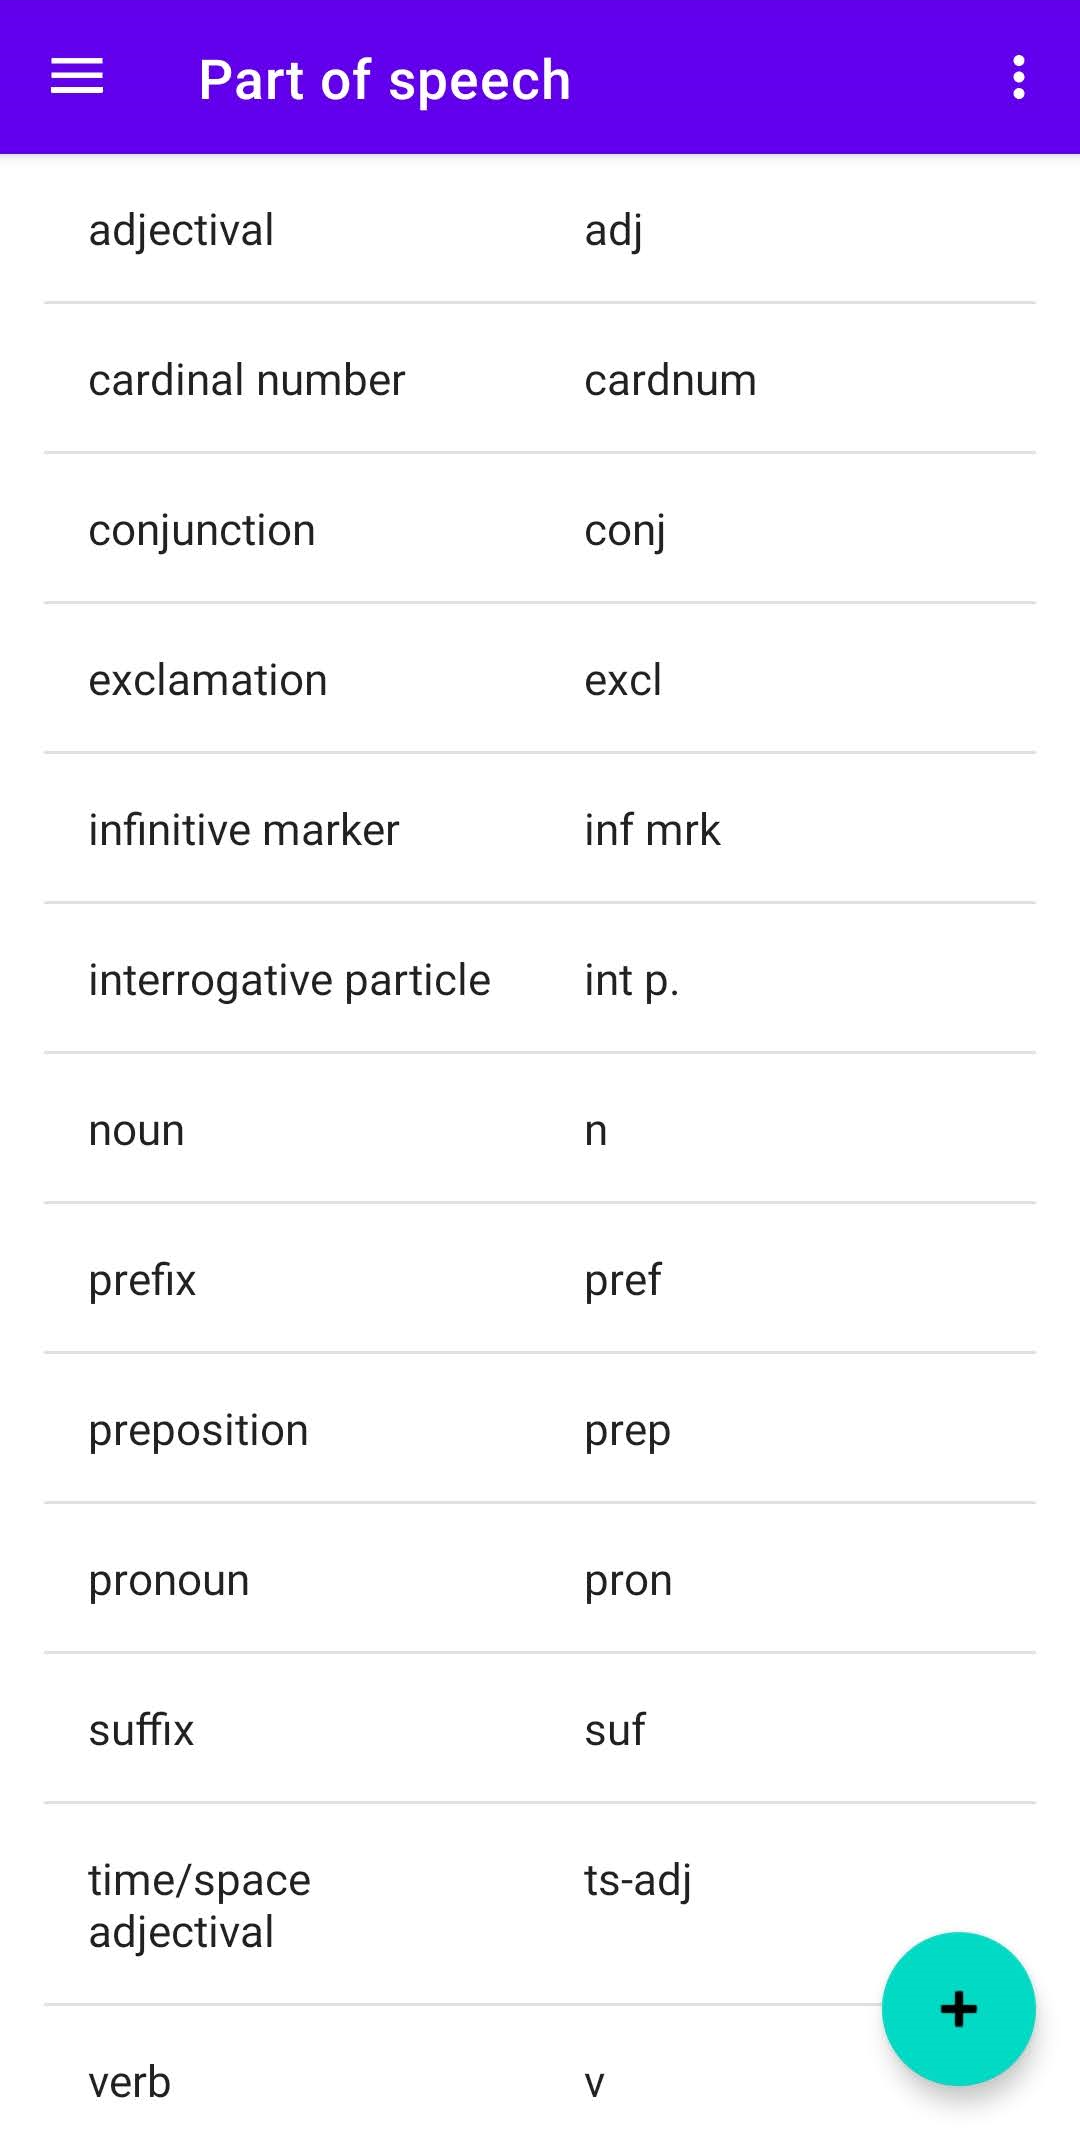 Part of speech
adjectival adj
cardinal number cardnum
conjunction conj
exclamation excl
infinitive marker inf mrk
interrogative particle int p.
noun n
prefix pref
preposition prep
pronoun pron
suffix suf
time/space ts-adj
adjectival
verb v